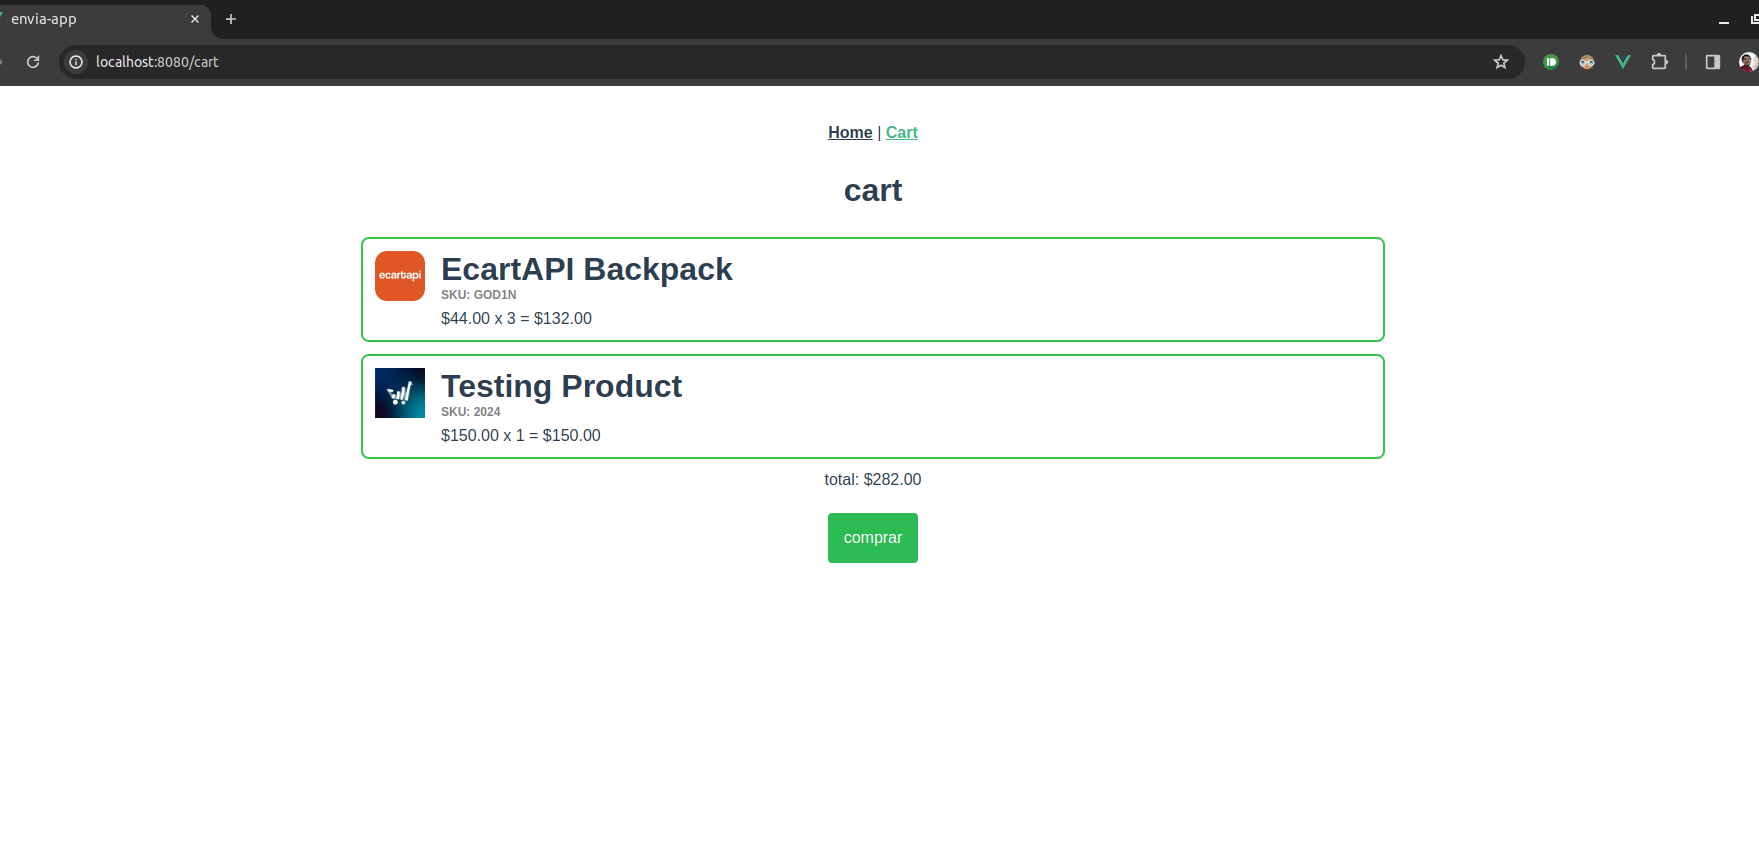 envia-app
localhost:8080/cart
Home | Cart
cart
ecartapi
EcartAPI Backpack
SKU: GOD1N
$44.00 x 3 = $132.00
Testing Product
SKU: 2024
$150.00 x 1 = $150.00
total: $282.00
comprar